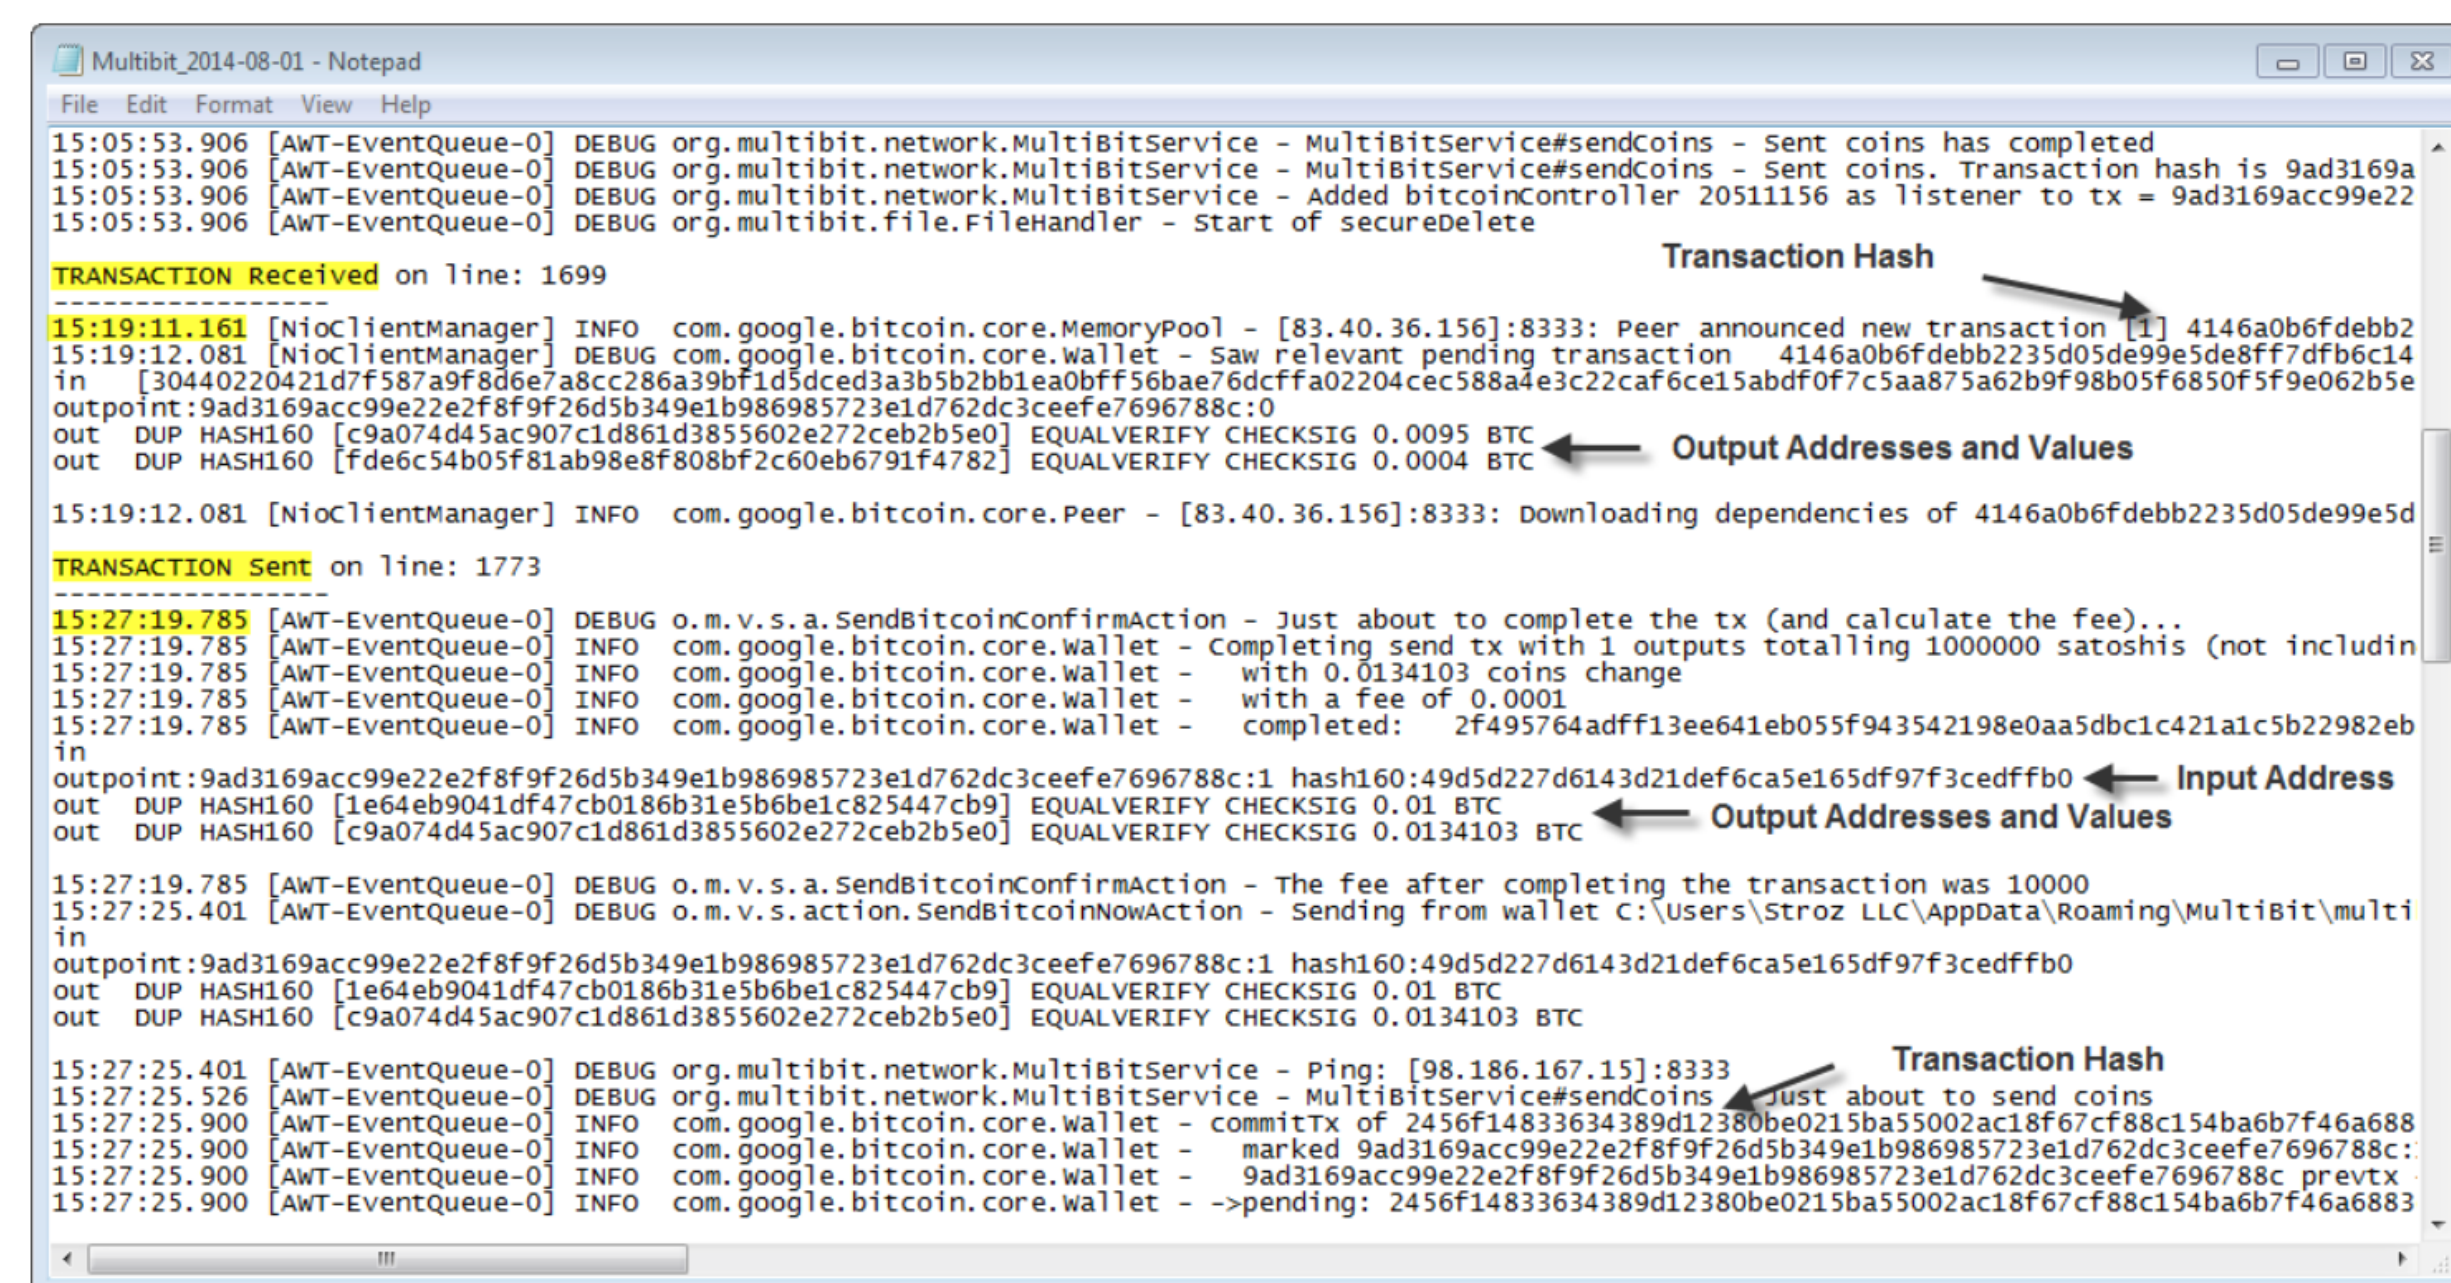 Multibit_2014-08-01 - Notepad
File Edit Format View Help
15:05:53.906 [AWT-EventQueue-0] DEBUG org.multibit.network.MultiBitService - MultiBitService#sendCoins - Sent coins has completed
15:05:53.906 [AWT-EventQueue-0] DEBUG org.multibit.network.MultiBitService - MultiBitService#sendCoins - Sent coins. Transaction hash is 9ad3169a
15:05:53.906 [AWT-EventQueue-0] DEBUG org.multibit.network.MultiBitService - Added bitcoinController 20511156 as listener to tx = 9ad3169acc99e22
15:05:53.906 [AWT-EventQueue-0] DEBUG org.multibit.file.FileHandler - Start of secureDelete
Transaction Hash
TRANSACTION Received on line: 1699
-----------------
15:19:11.161 [NioClientManager] INFO com.google.bitcoin.core.MemoryPool - [83.40.36.156]:8333: Peer announced new transaction [1] 4146a0b6fdebb2
15:19:12.081 [NioClientManager] DEBUG com.google.bitcoin.core.Wallet - Saw relevant pending transaction 4146a0b6fdebb2235d05de99e5de8ff7dfb6c14
in [30440220421d7f587a9f8d6e7a8cc286a39bf1d5dced3a3b5b2bb1ea0bff56bae76dcffa02204cec588a4e3c22caf6ce15abdf0f7c5aa875a62b9f98b05f6850f5f9e062b5e
outpoint:9ad3169acc99e22e2f8f9f26d5b349e1b986985723e1d762dc3ceefe7696788c:0
out DUP HASH160 [c9a074d45ac907c1d861d3855602e272ceb2b5e0] EQUALVERIFY CHECKSIG 0.0095 BTC
out DUP HASH160 [fde6c54b05f81ab98e8f808bf2c60eb6791f4782] EQUALVERIFY CHECKSIG 0.0004 BTC
Output Addresses and Values
15:19:12.081 [NioClientManager] INFO com.google.bitcoin.core.Peer - [83.40.36.156]:8333: Downloading dependencies of 4146a0b6fdebb2235d05de99e5d
TRANSACTION Sent on line: 1773
-----------------
15:27:19.785 [AWT-EventQueue-0] DEBUG o.m.v.s.a.SendBitcoinConfirmAction - Just about to complete the tx (and calculate the fee)...
15:27:19.785 [AWT-EventQueue-0] INFO com.google.bitcoin.core.Wallet - Completing send tx with 1 outputs totalling 1000000 satoshis (not includin
15:27:19.785 [AWT-EventQueue-0] INFO com.google.bitcoin.core.Wallet - with 0.0134103 coins change
15:27:19.785 [AWT-EventQueue-0] INFO com.google.bitcoin.core.Wallet - with a fee of 0.0001
15:27:19.785 [AWT-EventQueue-0] INFO com.google.bitcoin.core.Wallet - completed: 2f495764adff13ee641eb055f943542198e0aa5dbc1c421a1c5b22982eb
in
outpoint:9ad3169acc99e22e2f8f9f26d5b349e1b986985723e1d762dc3ceefe7696788c:1 hash160:49d5d227d6143d21def6ca5e165df97f3cedffb0
Input Address
out DUP HASH160 [1e64eb9041df47cb0186b31e5b6be1c825447cb9] EQUALVERIFY CHECKSIG 0.01 BTC
out DUP HASH160 [c9a074d45ac907c1d861d3855602e272ceb2b5e0] EQUALVERIFY CHECKSIG 0.0134103 BTC
Output Addresses and Values
15:27:19.785 [AWT-EventQueue-0] DEBUG o.m.v.s.a.SendBitcoinConfirmAction - The fee after completing the transaction was 10000
15:27:25.401 [AWT-EventQueue-0] DEBUG o.m.v.s.action.SendBitcoinNowAction - Sending from wallet C:\Users\Stroz LLC\AppData\Roaming\MultiBit\multi
in
outpoint:9ad3169acc99e22e2f8f9f26d5b349e1b986985723e1d762dc3ceefe7696788c:1 hash160:49d5d227d6143d21def6ca5e165df97f3cedffb0
out DUP HASH160 [1e64eb9041df47cb0186b31e5b6be1c825447cb9] EQUALVERIFY CHECKSIG 0.01 BTC
out DUP HASH160 [c9a074d45ac907c1d861d3855602e272ceb2b5e0] EQUALVERIFY CHECKSIG 0.0134103 BTC
Transaction Hash
15:27:25.401 [AWT-EventQueue-0] DEBUG org.multibit.network.MultiBitService - Ping: [98.186.167.15]:8333
15:27:25.526 [AWT-EventQueue-0] DEBUG org.multibit.network.MultiBitService - MultiBitService#sendCoins Just about to send coins
15:27:25.900 [AWT-EventQueue-0] INFO com.google.bitcoin.core.Wallet - commitTx of 2456f14833634389d12380be0215ba55002ac18f67cf88c154ba6b7f46a688
15:27:25.900 [AWT-EventQueue-0] INFO com.google.bitcoin.core.Wallet - marked 9ad3169acc99e22e2f8f9f26d5b349e1b986985723e1d762dc3ceefe7696788c:
15:27:25.900 [AWT-EventQueue-0] INFO com.google.bitcoin.core.Wallet - 9ad3169acc99e22e2f8f9f26d5b349e1b986985723e1d762dc3ceefe7696788c prevtx
15:27:25.900 [AWT-EventQueue-0] INFO com.google.bitcoin.core.Wallet - ->pending: 2456f14833634389d12380be0215ba55002ac18f67cf88c154ba6b7f46a6883